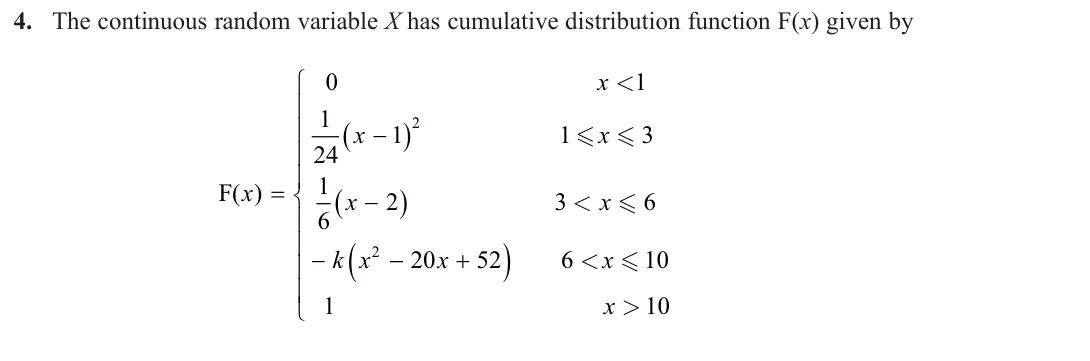 4. The continuous random variable X has cumulative distribution function F(x) given by
F(x) = {
0    x < 1
1/24 (x − 1)²    1 ⩽ x ⩽ 3
1/6 (x − 2)    3 < x ⩽ 6
− k(x² − 20x + 52)    6 < x ⩽ 10
1    x > 10